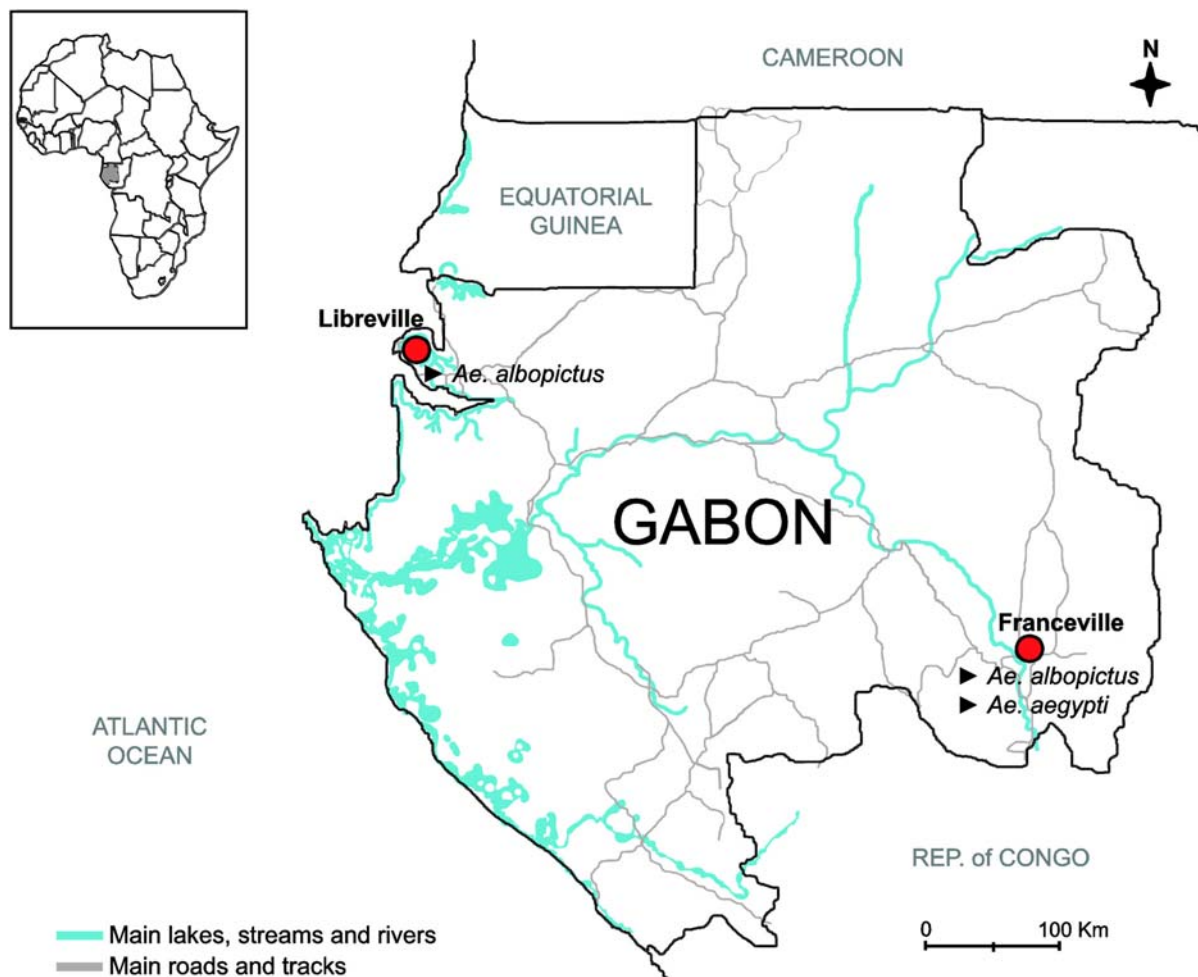 CAMEROON
N
EQUATORIAL
GUINEA
Libreville
► Ae. albopictus
GABON
Franceville
► Ae. albopictus
► Ae. aegypti
ATLANTIC
OCEAN
REP. of CONGO
Main lakes, streams and rivers
Main roads and tracks
0 100 Km